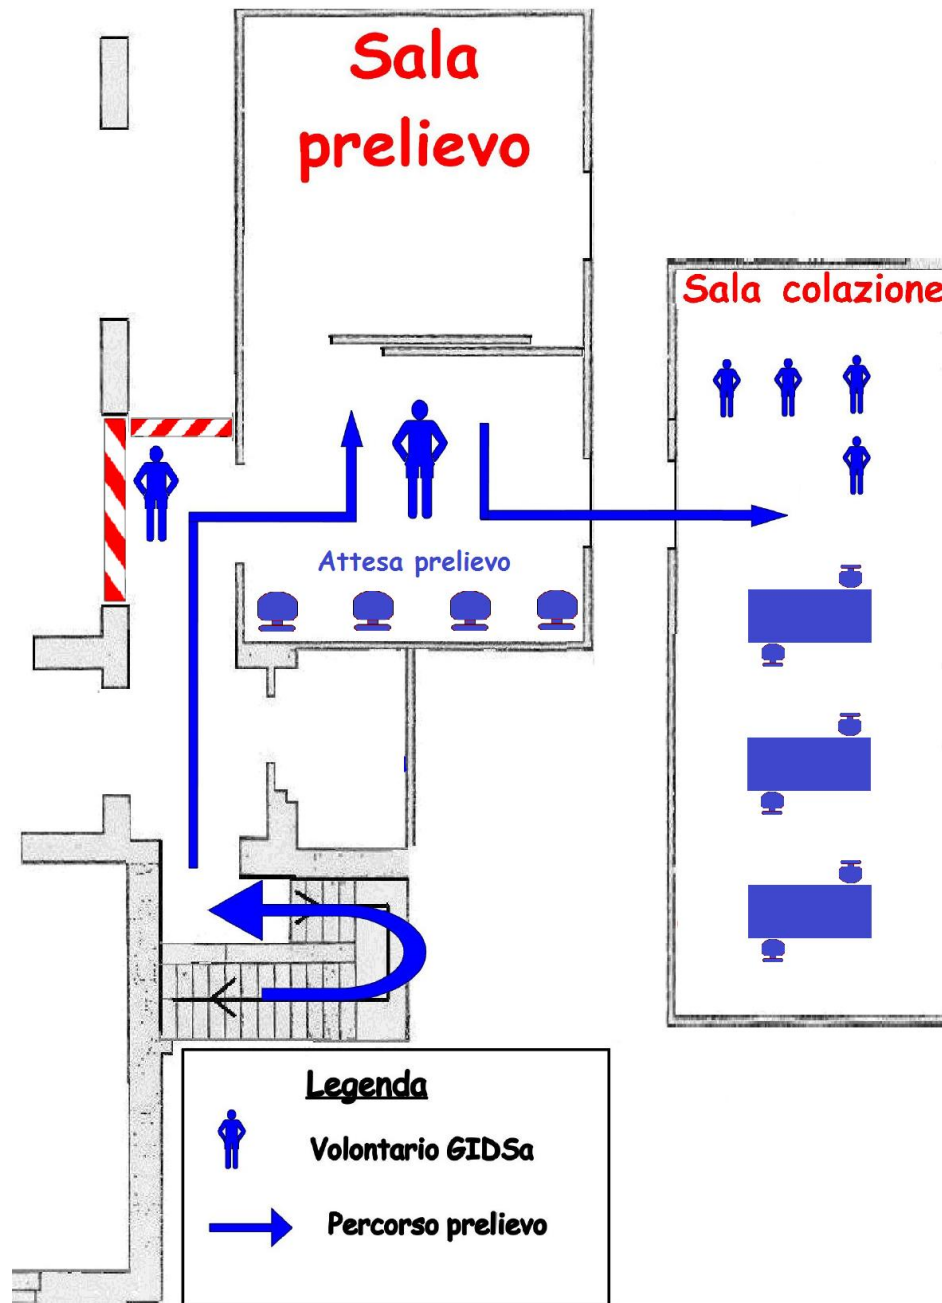 Sala
prelievo
Sala colazione
Attesa prelievo
Legenda
Volontario GIDSa
Percorso prelievo